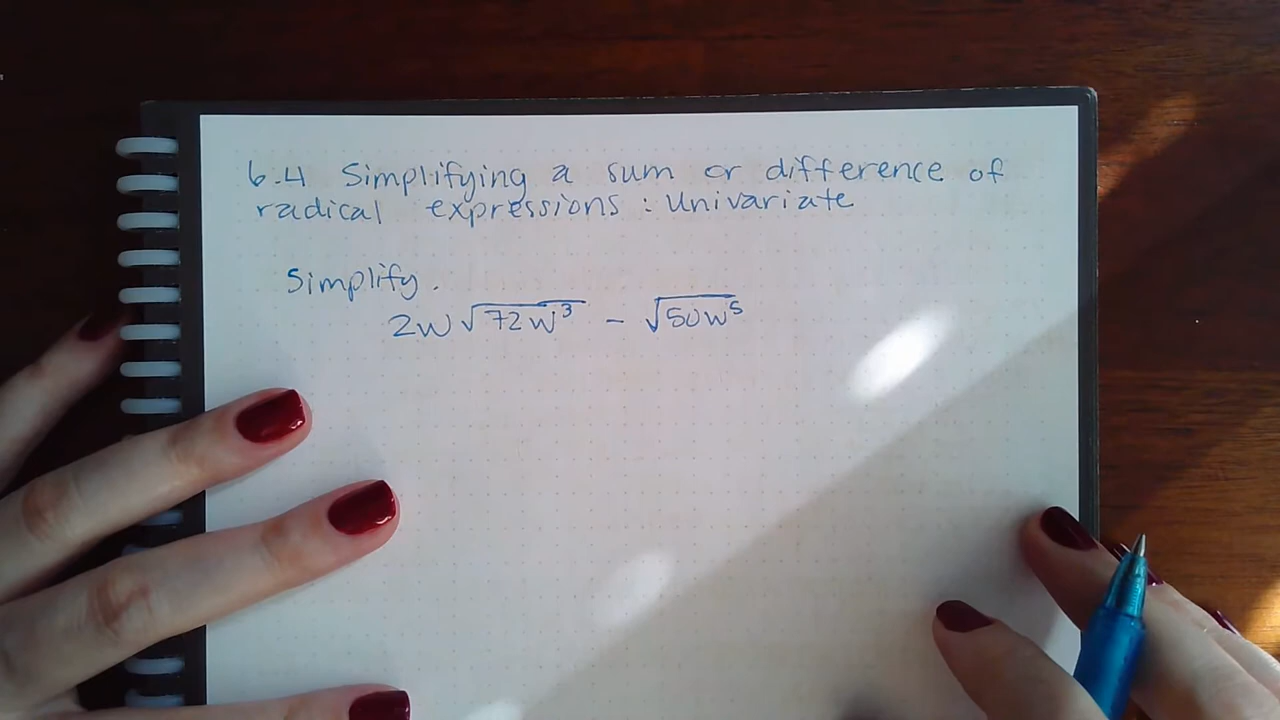 6.4 Simplifying a sum or difference of
radical expressions : Univariate
Simplify.
2w√72w³ - √50w⁵